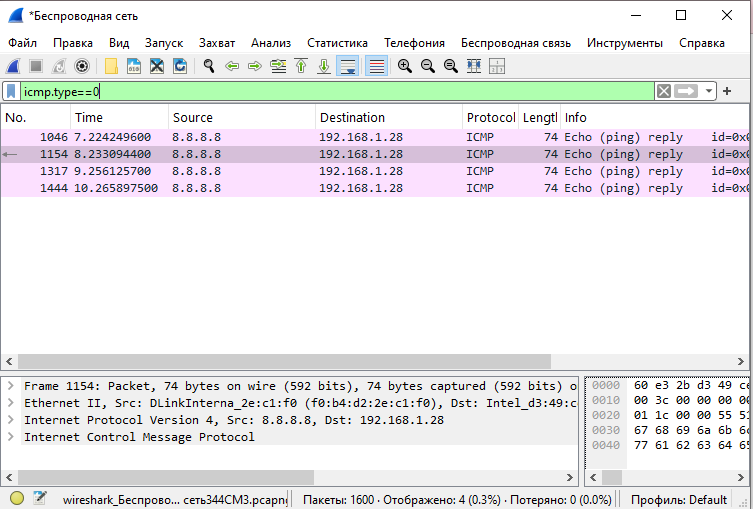 *Беспроводная сеть
Файл Правка Вид Запуск Захват Анализ Статистика Телефония Беспроводная связь Инструменты Справка
icmp.type==0
No. Time Source Destination Protocol Lengtl Info
1046 7.224249600 8.8.8.8 192.168.1.28 ICMP 74 Echo (ping) reply id=0x0
1154 8.233094400 8.8.8.8 192.168.1.28 ICMP 74 Echo (ping) reply id=0x0
1317 9.256125700 8.8.8.8 192.168.1.28 ICMP 74 Echo (ping) reply id=0x0
1444 10.265897500 8.8.8.8 192.168.1.28 ICMP 74 Echo (ping) reply id=0x0
Frame 1154: Packet, 74 bytes on wire (592 bits), 74 bytes captured (592 bits) o
Ethernet II, Src: DLinkInterna_2e:c1:f0 (f0:b4:d2:2e:c1:f0), Dst: Intel_d3:49:c
Internet Protocol Version 4, Src: 8.8.8.8, Dst: 192.168.1.28
Internet Control Message Protocol
0000 60 e3 2b d3 49 ce
0010 00 3c 00 00 00 00
0020 01 1c 00 00 55 51
0030 67 68 69 6a 6b 6c
0040 77 61 62 63 64 65
wireshark_Беспрово... сеть344CM3.pcapng Пакеты: 1600 · Отображено: 4 (0.3%) · Потеряно: 0 (0.0%) Профиль: Default